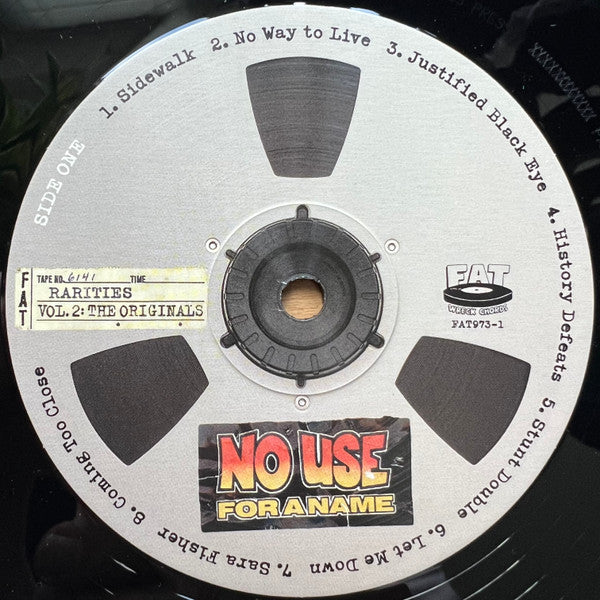 SIDE ONE
1. Sidewalk
2. No Way to Live
3. Justified Black Eye
4. History Defeats
5. Stunt Double
6. Let Me Down
7. Sara Fisher
8. Coming Too Close
FAT
TAPE NO. 6141 TIME
RARITIES
VOL. 2: THE ORIGINALS
FAT
WRECK CHORDS
FAT973-1
NO USE
FOR A NAME